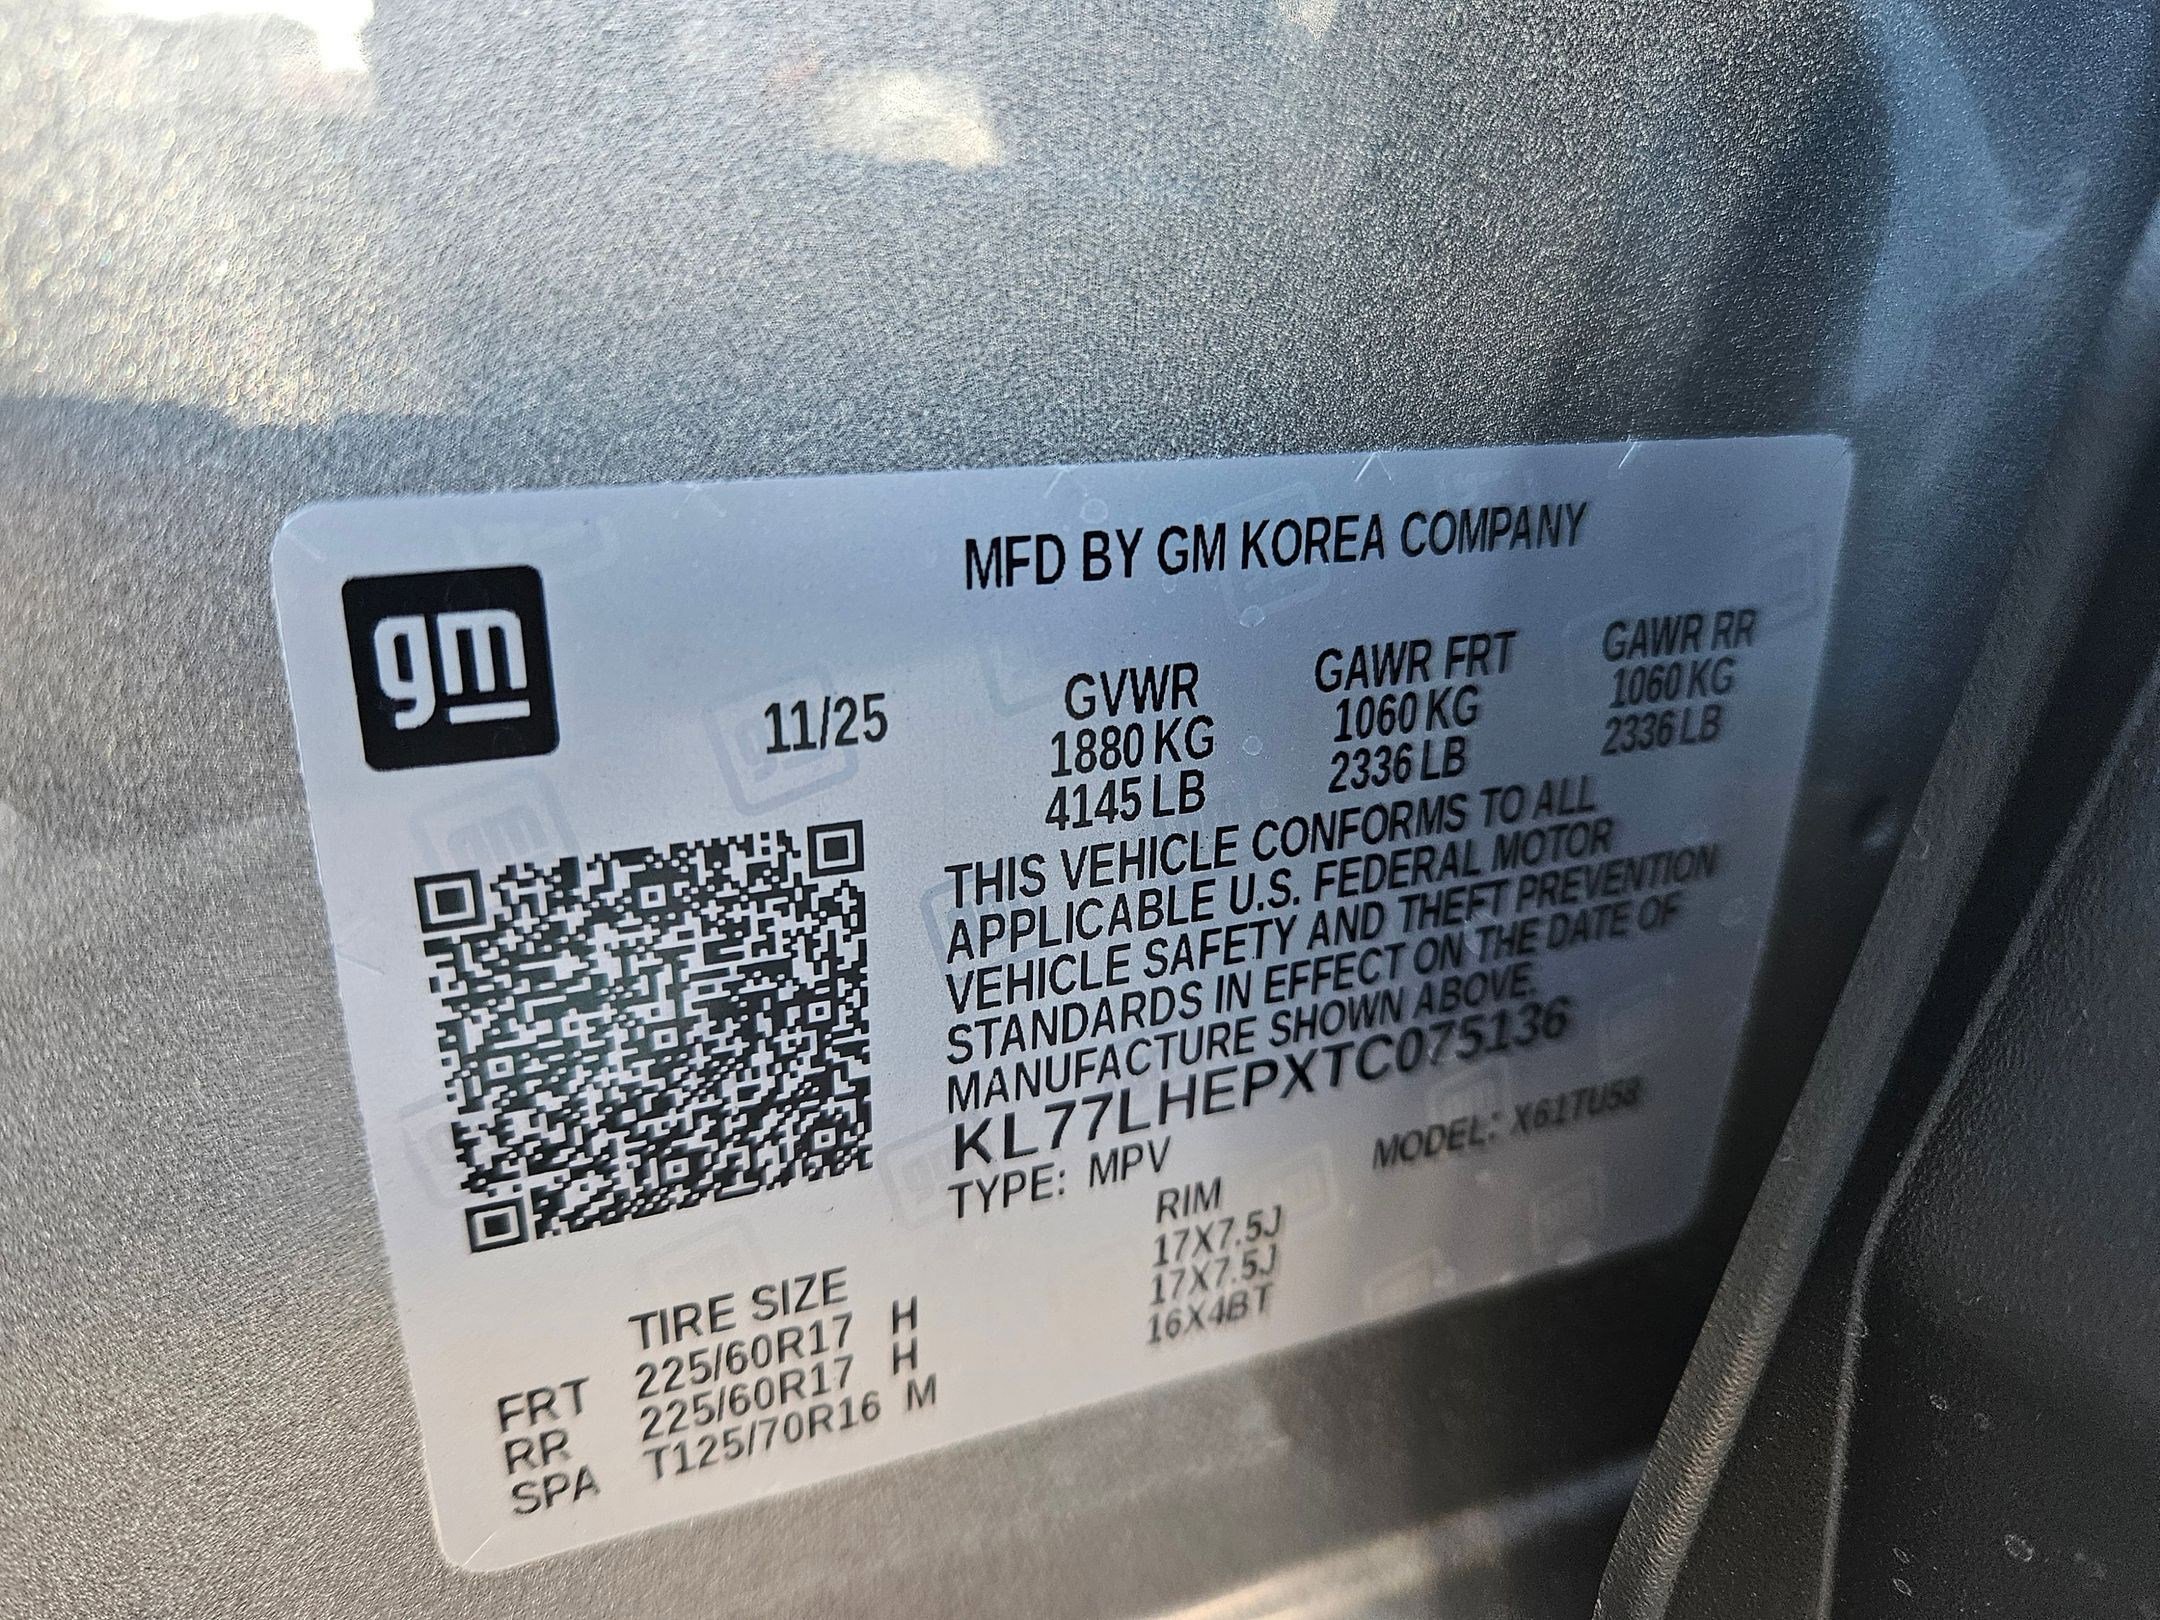 gm
MFD BY GM KOREA COMPANY
11/25
GVWR GAWR FRT GAWR RR
1880 KG 1060 KG 1060 KG
4145 LB 2336 LB 2336 LB
THIS VEHICLE CONFORMS TO ALL
APPLICABLE U.S. FEDERAL MOTOR
VEHICLE SAFETY AND THEFT PREVENTION
STANDARDS IN EFFECT ON THE DATE OF
MANUFACTURE SHOWN ABOVE.
KL77LHEPXTC075136
TYPE: MPV MODEL: X61TU58
TIRE SIZE RIM
FRT 225/60R17 H 17X7.5J
RR 225/60R17 H 17X7.5J
SPA T125/70R16 M 16X4BT